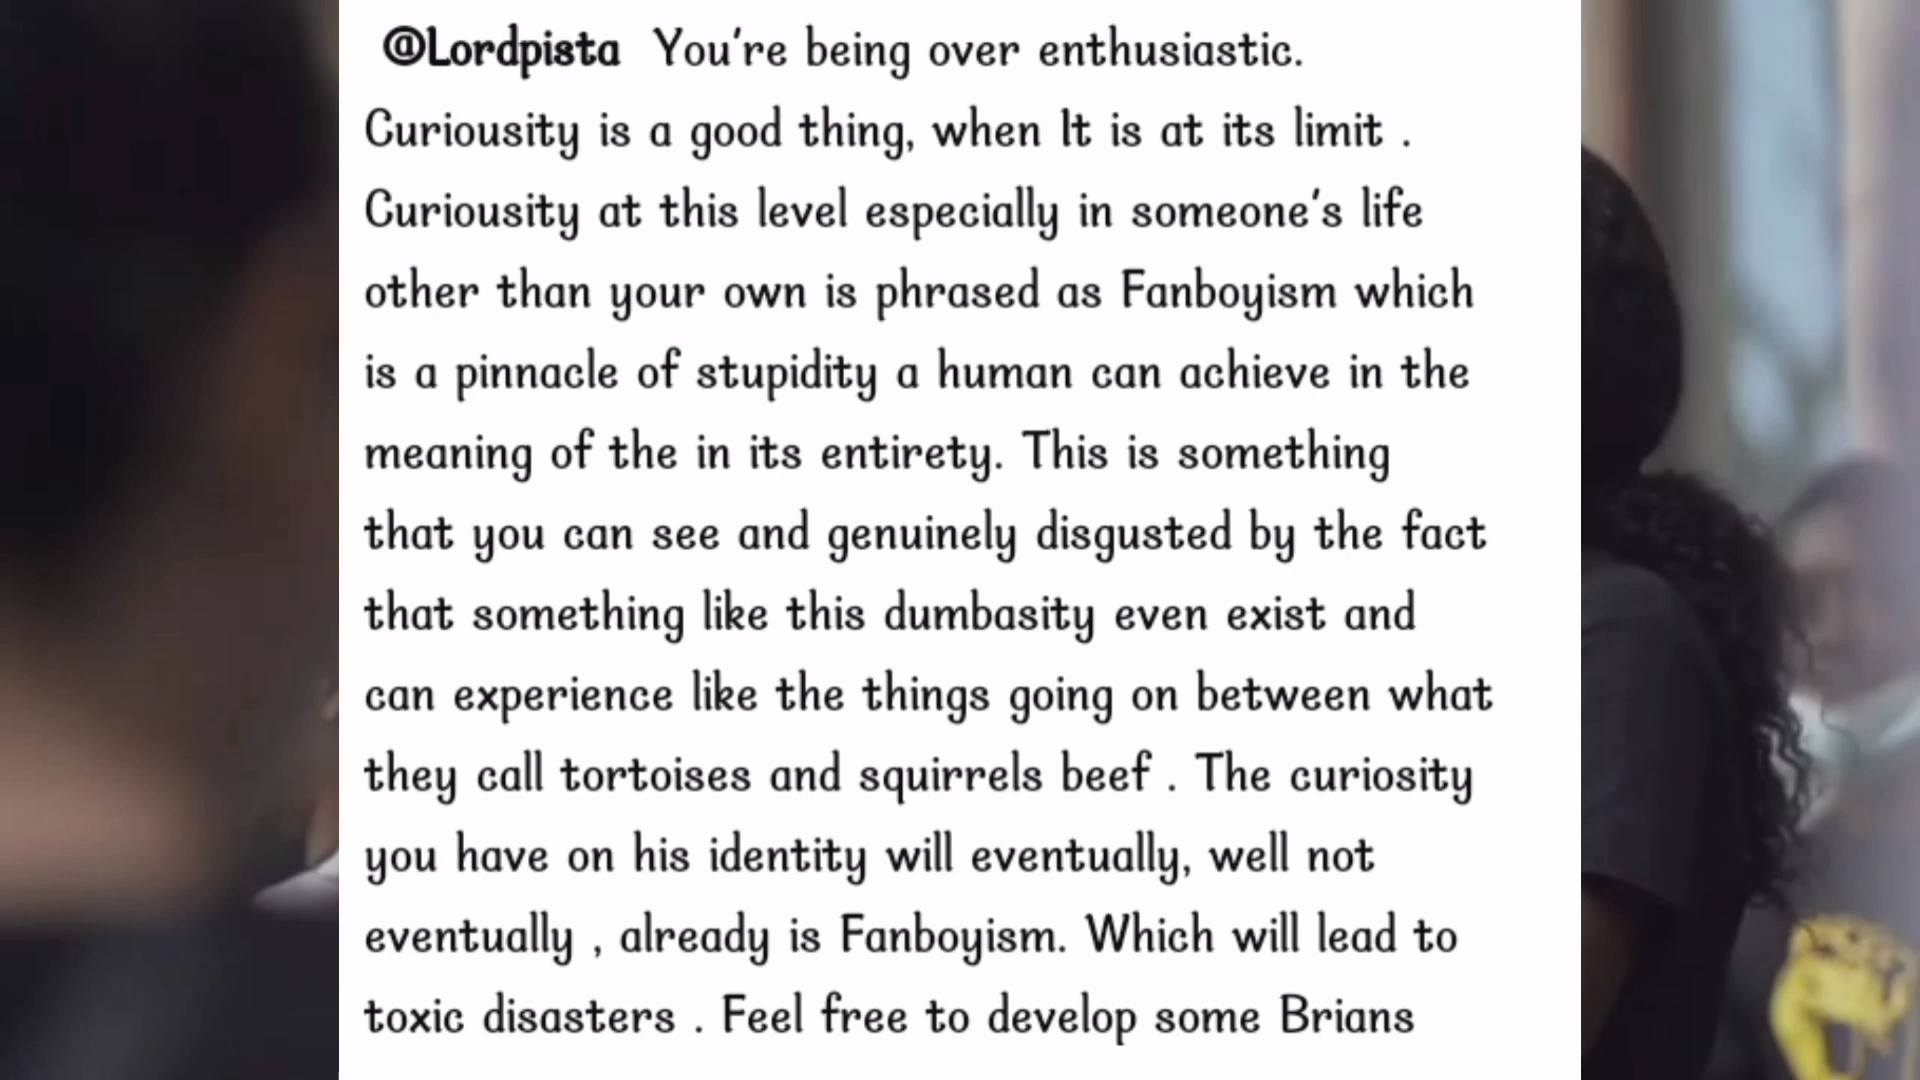 @Lordpista You're being over enthusiastic.
Curiousity is a good thing, when It is at its limit .
Curiousity at this level especially in someone's life
other than your own is phrased as Fanboyism which
is a pinnacle of stupidity a human can achieve in the
meaning of the in its entirety. This is something
that you can see and genuinely disgusted by the fact
that something like this dumbasity even exist and
can experience like the things going on between what
they call tortoises and squirrels beef . The curiosity
you have on his identity will eventually, well not
eventually , already is Fanboyism. Which will lead to
toxic disasters . Feel free to develop some Brians